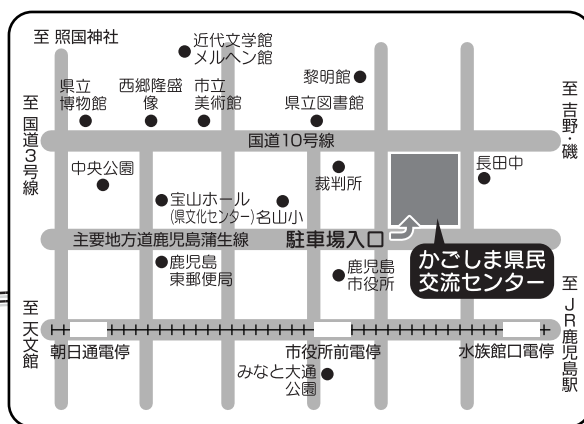 至 照国神社
近代文学館
メルヘン館
黎明館
県立
博物館
西郷隆盛
像
市立
美術館
県立図書館
至 吉野・磯
至 国道3号線
国道10号線
中央公園
宝山ホール
(県文化センター)
名山小
裁判所
長田中
主要地方道鹿児島蒲生線
駐車場入口
かごしま県民
交流センター
鹿児島
東郵便局
鹿児島
市役所
至 天文館
至 JR鹿児島駅
朝日通電停
市役所前電停
水族館口電停
みなと大通
公園